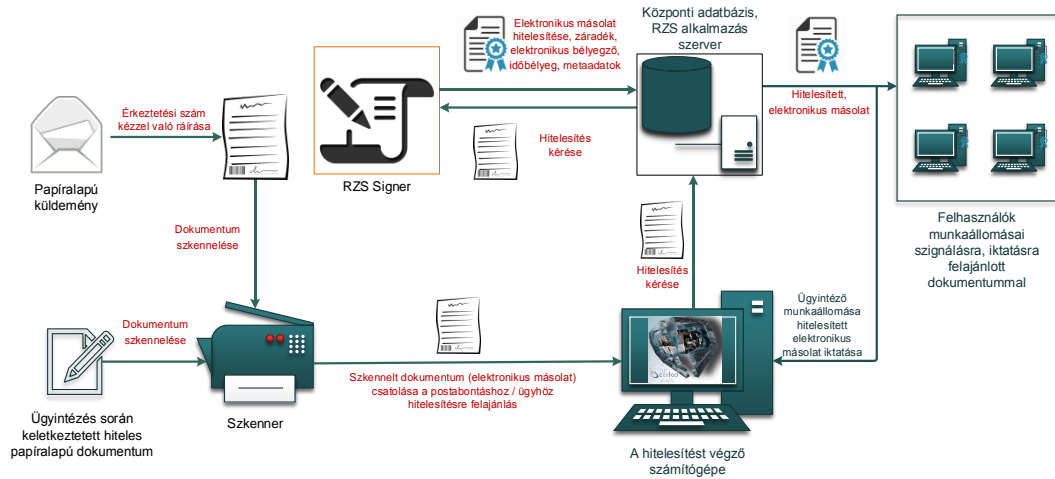 Papíralapú
küldemény
Érkeztetési szám
kézzel való ráírása
Dokumentum
szkennelése
RZS Signer
Elektronikus másolat
hitelesítése, záradék,
elektronikus bélyegző,
időbélyeg, metaadatok
Hitelesítés
kérése
Központi adatbázis,
RZS alkalmazás
szerver
Hitelesített,
elektronikus másolat
Felhasználók
munkaállomásai
szignálásra, iktatásra
felajánlott
dokumentummal
Hitelesítés
kérése
Ügyintéző
munkaállomása
hitelesített
elektronikus
másolat iktatása
Dokumentum
szkennelése
Ügyintézés során
keletkeztetett hiteles
papíralapú dokumentum
Szkenner
Szkennelt dokumentum (elektronikus másolat)
csatolása a postabontáshoz / ügyhöz
hitelesítésre felajánlás
A hitelesítést végző
számítógépe